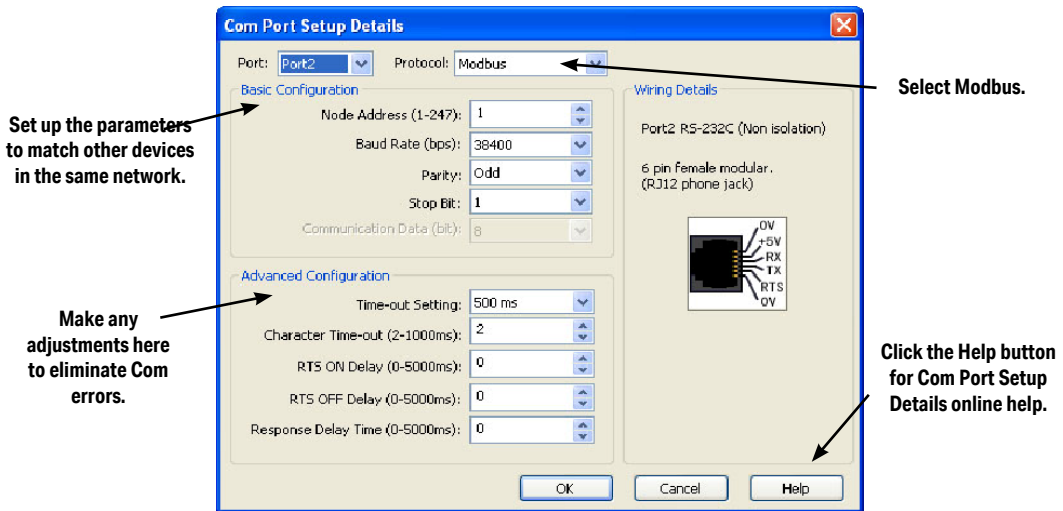 Com Port Setup Details
Port: Port2 Protocol: Modbus
Basic Configuration
Node Address (1-247): 1
Baud Rate (bps): 38400
Parity: Odd
Stop Bit: 1
Communication Data (bit): 8
Advanced Configuration
Time-out Setting: 500 ms
Character Time-out (2-1000ms): 2
RTS ON Delay (0-5000ms): 0
RTS OFF Delay (0-5000ms): 0
Response Delay Time (0-5000ms): 0
Wiring Details
Port2 RS-232C (Non isolation)
6 pin female modular.
(RJ12 phone jack)
0V
+5V
RX
TX
RTS
0V
OK
Cancel
Help
Set up the parameters
to match other devices
in the same network.
Make any
adjustments here
to eliminate Com
errors.
Select Modbus.
Click the Help button
for Com Port Setup
Details online help.